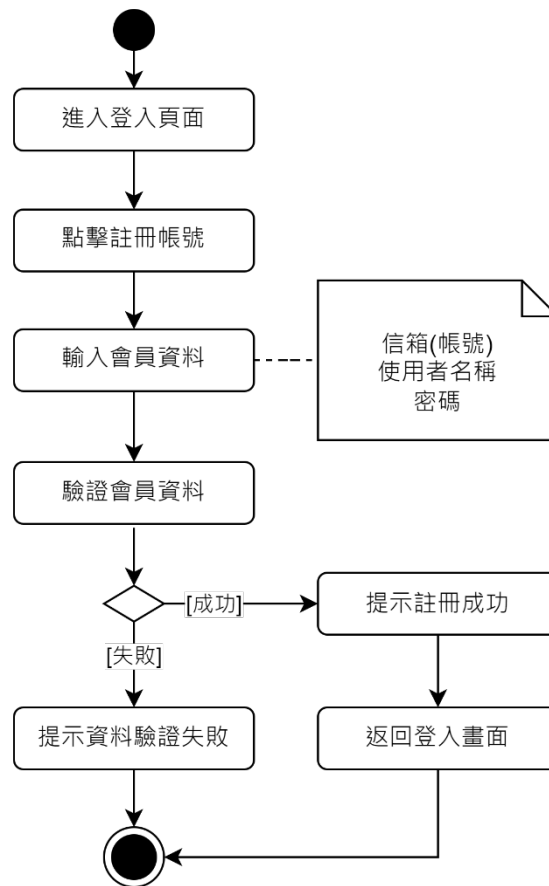 進入登入頁面
點擊註冊帳號
輸入會員資料
信箱(帳號)
使用者名稱
密碼
驗證會員資料
[成功]
提示註冊成功
[失敗]
提示資料驗證失敗
返回登入畫面